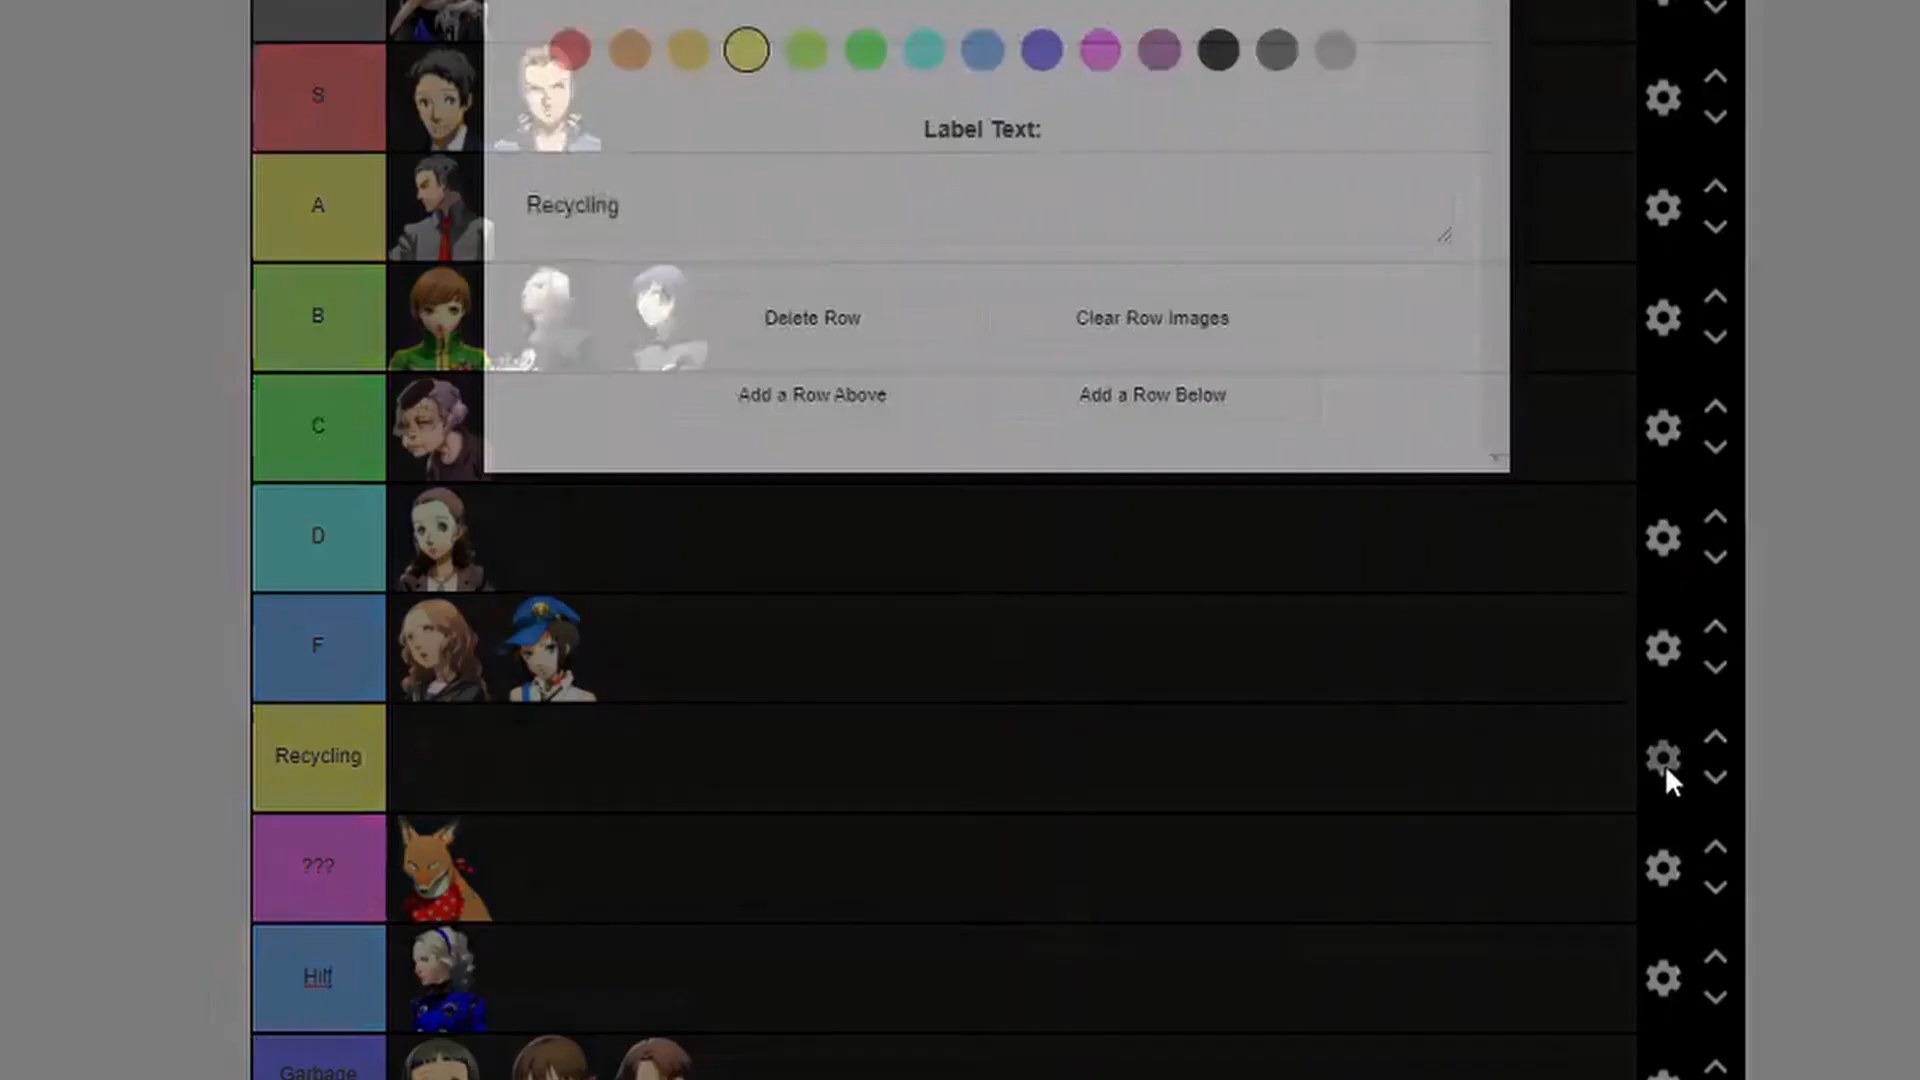 S
Label Text:
A
Recycling
B
Delete Row
Clear Row Images
C
Add a Row Above
Add a Row Below
D
F
Recycling
???
Hilf
Garbage